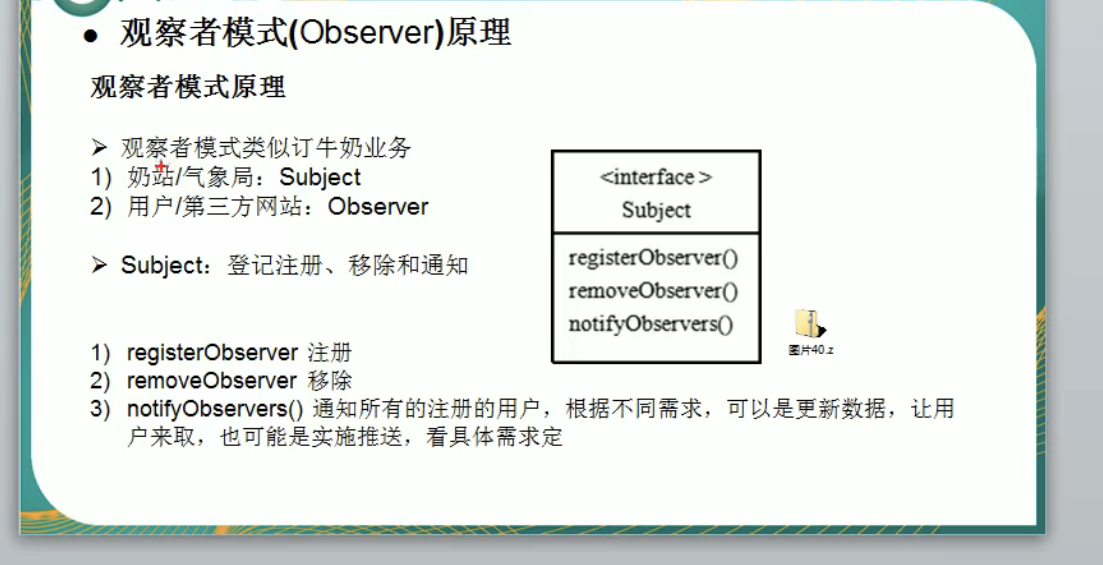 ● 观察者模式(Observer)原理
观察者模式原理
➢ 观察者模式类似订牛奶业务
1) 奶站/气象局：Subject
2) 用户/第三方网站：Observer
➢ Subject：登记注册、移除和通知
1) registerObserver 注册
2) removeObserver 移除
3) notifyObservers() 通知所有的注册的用户，根据不同需求，可以是更新数据，让用
户来取，也可能是实施推送，看具体需求定
<interface >
Subject
registerObserver()
removeObserver()
notifyObservers()
图片40.z